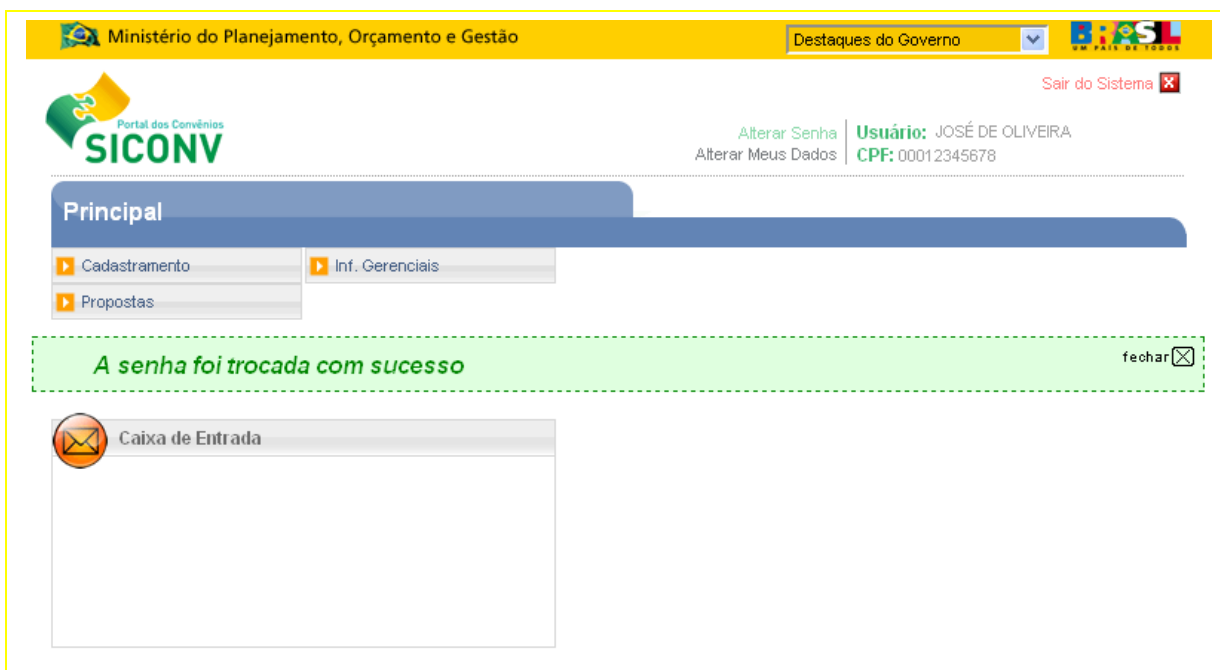 Ministério do Planejamento, Orçamento e Gestão
Destaques do Governo
BRASIL
UM PAÍS DE TODOS
Sair do Sistema
Portal dos Convênios
SICONV
Alterar Senha
Usuário: JOSÉ DE OLIVEIRA
Alterar Meus Dados
CPF: 00012345678
Principal
Cadastramento
Inf. Gerenciais
Propostas
A senha foi trocada com sucesso
fechar
Caixa de Entrada